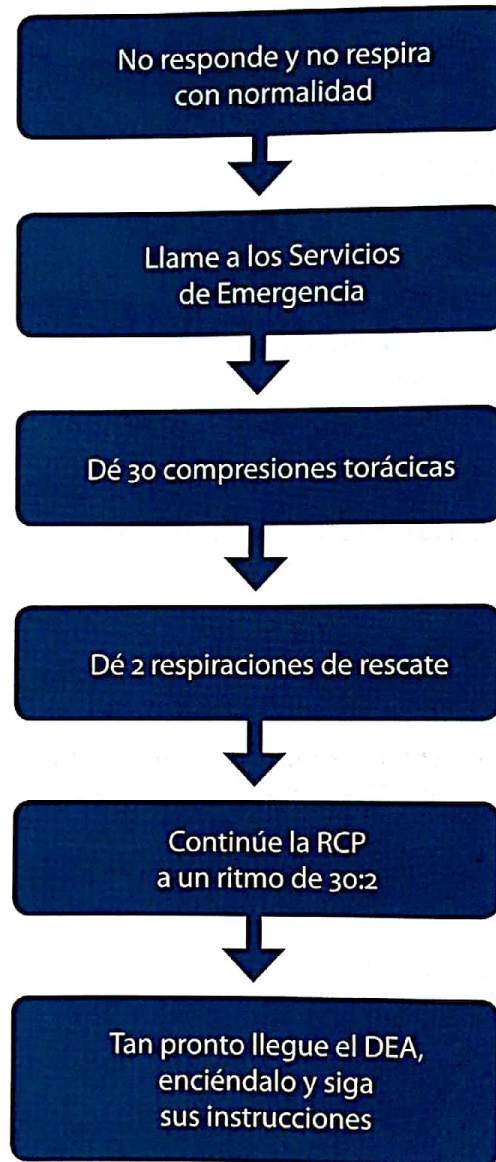 No responde y no respira
con normalidad
Llame a los Servicios
de Emergencia
Dé 30 compresiones torácicas
Dé 2 respiraciones de rescate
Continúe la RCP
a un ritmo de 30:2
Tan pronto llegue el DEA,
enciéndalo y siga
sus instrucciones